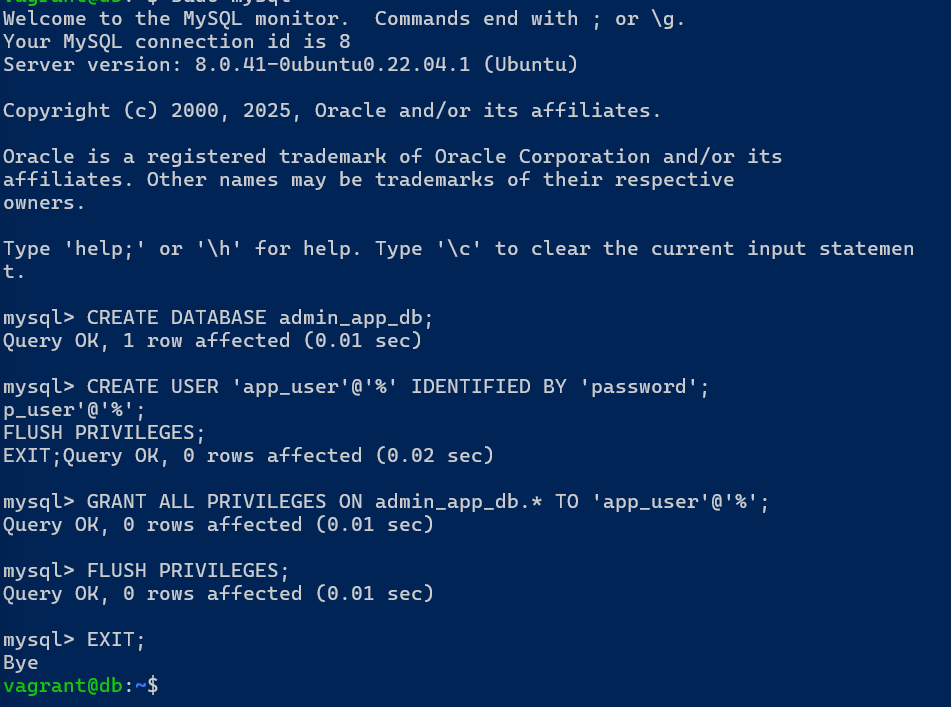 vagrant@db:~$ sudo mysql
Welcome to the MySQL monitor.  Commands end with ; or \g.
Your MySQL connection id is 8
Server version: 8.0.41-0ubuntu0.22.04.1 (Ubuntu)
Copyright (c) 2000, 2025, Oracle and/or its affiliates.
Oracle is a registered trademark of Oracle Corporation and/or its
affiliates. Other names may be trademarks of their respective
owners.
Type 'help;' or '\h' for help. Type '\c' to clear the current input statemen
t.
mysql> CREATE DATABASE admin_app_db;
Query OK, 1 row affected (0.01 sec)
mysql> CREATE USER 'app_user'@'%' IDENTIFIED BY 'password';
p_user'@'%';
FLUSH PRIVILEGES;
EXIT;Query OK, 0 rows affected (0.02 sec)
mysql> GRANT ALL PRIVILEGES ON admin_app_db.* TO 'app_user'@'%';
Query OK, 0 rows affected (0.01 sec)
mysql> FLUSH PRIVILEGES;
Query OK, 0 rows affected (0.01 sec)
mysql> EXIT;
Bye
vagrant@db:~$